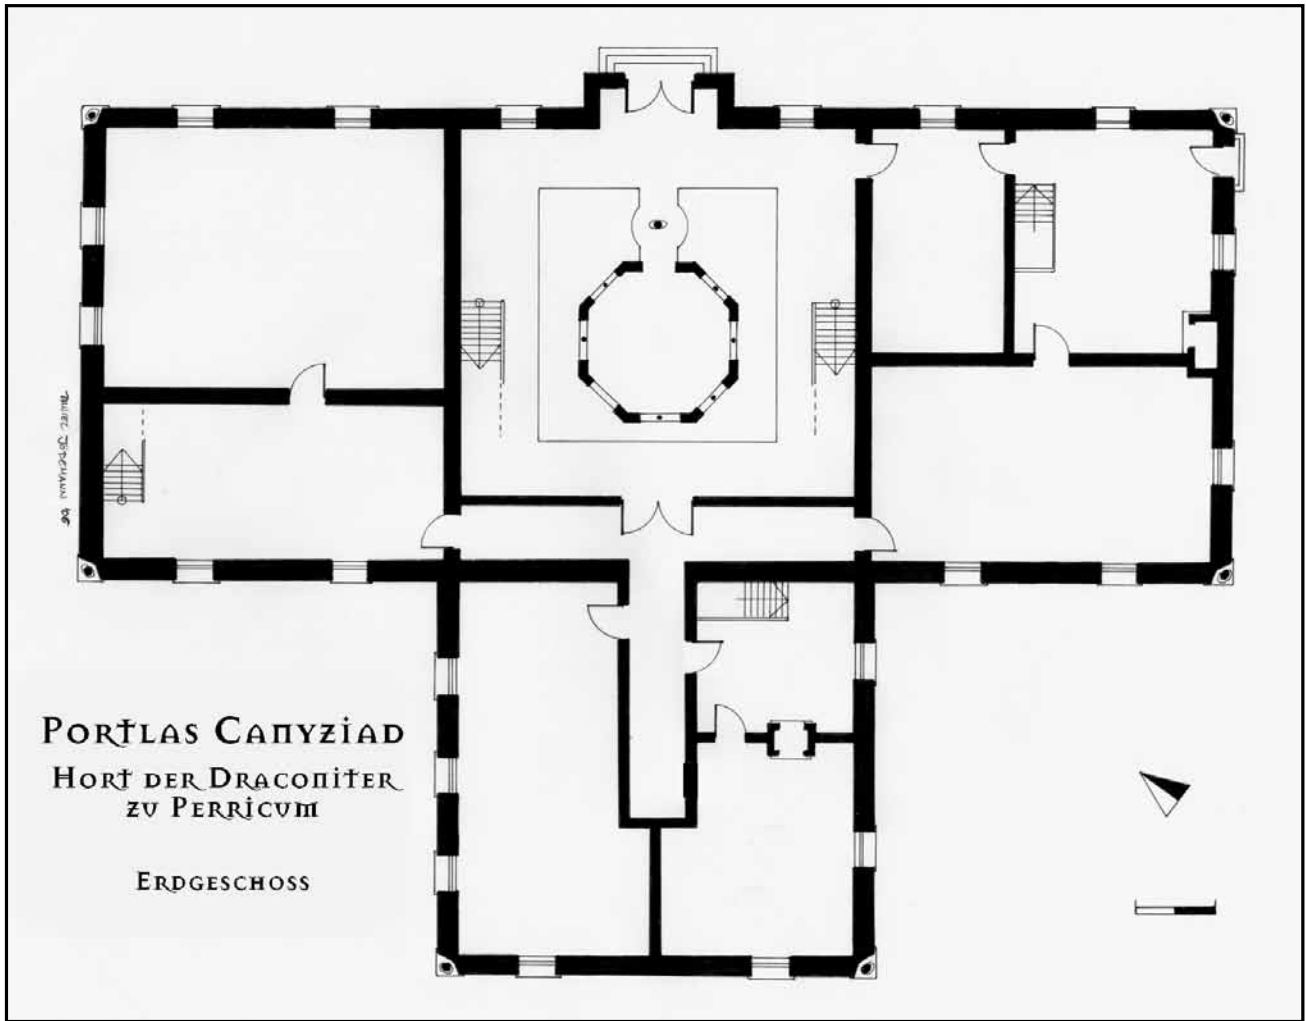 Portlas Canyziad
Hort der Draconiter
zu Perricum
Erdgeschoss